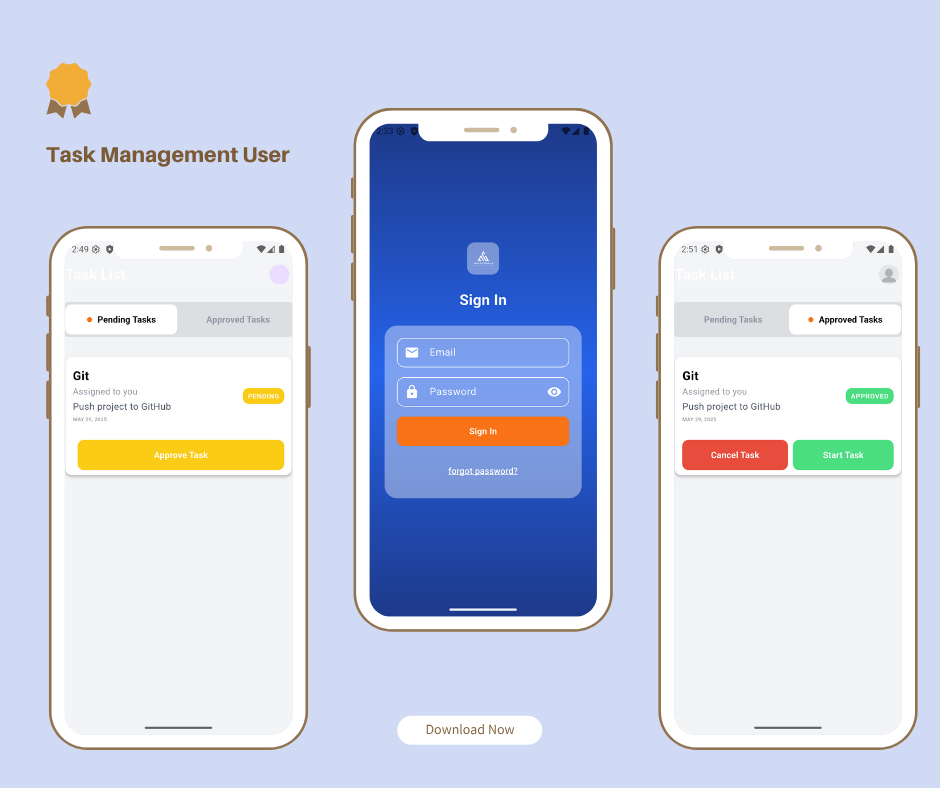 Task Management User
2:49
Task List
Pending Tasks
Approved Tasks
Git
Assigned to you
PENDING
Push project to GitHub
MAY 29, 2025
Approve Task
2:33
Sign In
Email
Password
Sign In
forgot password?
2:51
Task List
Pending Tasks
Approved Tasks
Git
Assigned to you
APPROVED
Push project to GitHub
MAY 29, 2025
Cancel Task
Start Task
Download Now